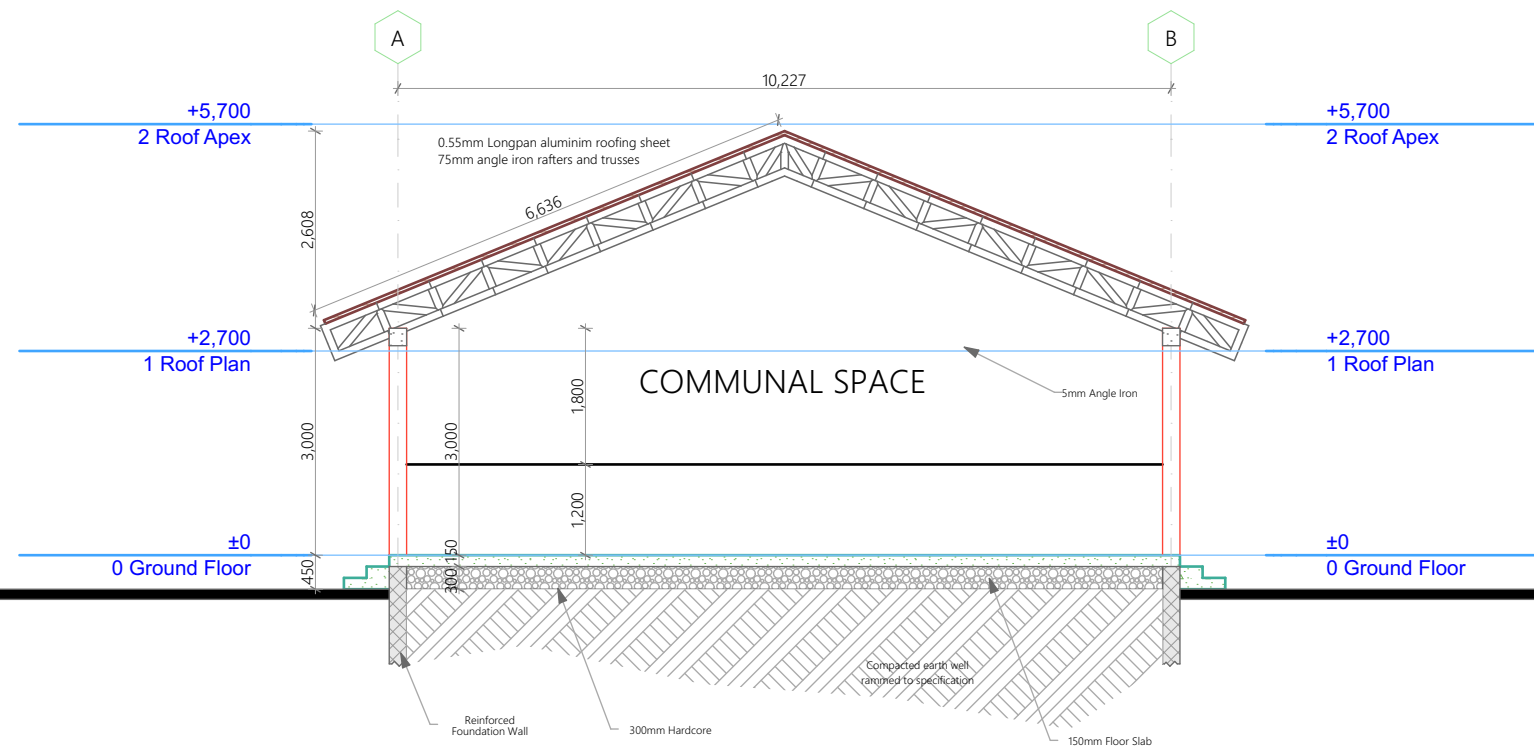 A
B
10,227
+5,700
2 Roof Apex
+5,700
2 Roof Apex
0.55mm Longpan aluminim roofing sheet
75mm angle iron rafters and trusses
6,636
2,608
+2,700
1 Roof Plan
+2,700
1 Roof Plan
COMMUNAL SPACE
5mm Angle Iron
1,800
3,000
3,000
1,200
±0
0 Ground Floor
±0
0 Ground Floor
450
300
150
Compacted earth well
rammed to specification
Reinforced
Foundation Wall
300mm Hardcore
150mm Floor Slab